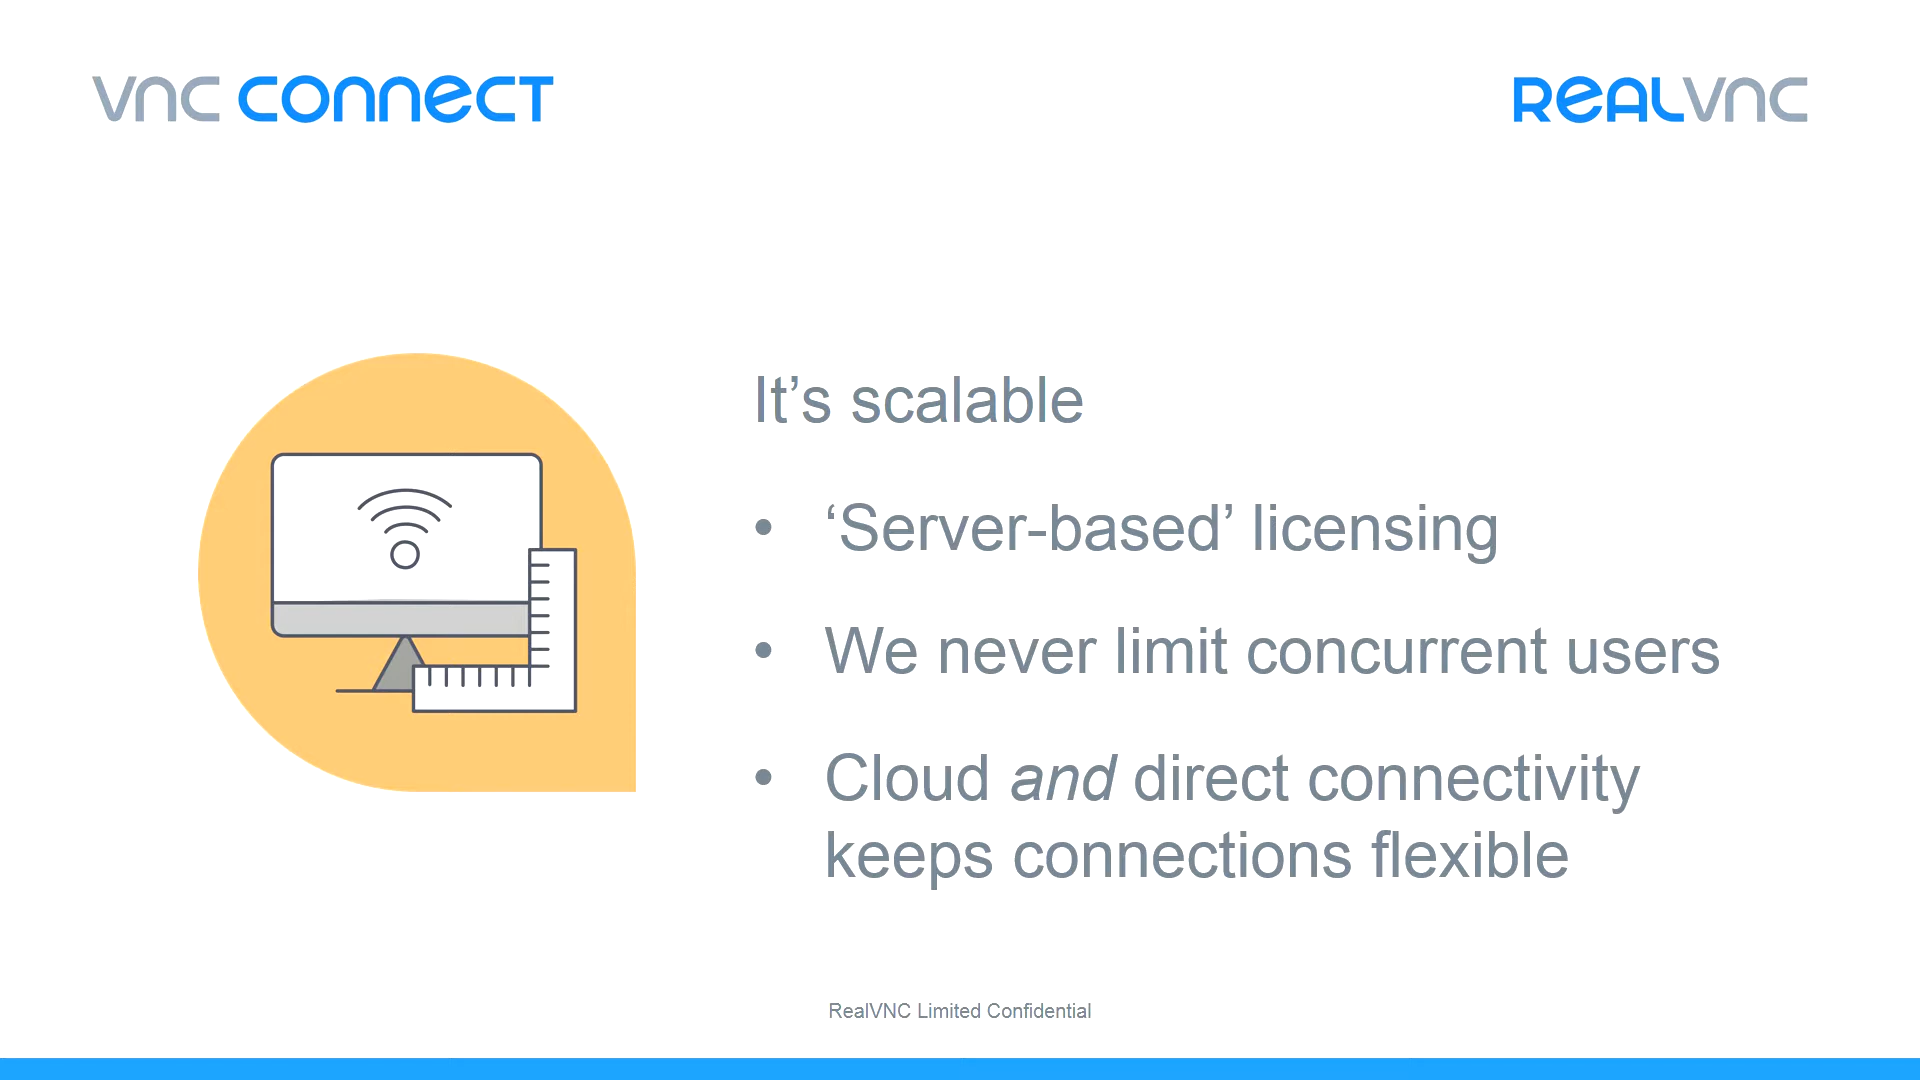 vnc connect
RealVNC
It’s scalable
• ‘Server-based’ licensing
• We never limit concurrent users
• Cloud and direct connectivity
keeps connections flexible
RealVNC Limited Confidential